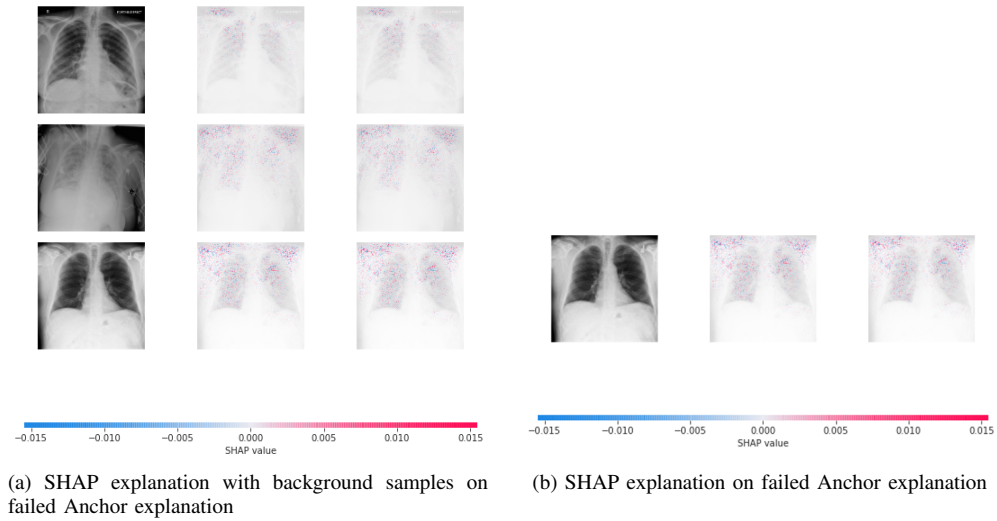 −0.015 −0.010 −0.005 0.000 0.005 0.010 0.015
SHAP value
(a) SHAP explanation with background samples on
failed Anchor explanation
−0.015 −0.010 −0.005 0.000 0.005 0.010 0.015
SHAP value
(b) SHAP explanation on failed Anchor explanation